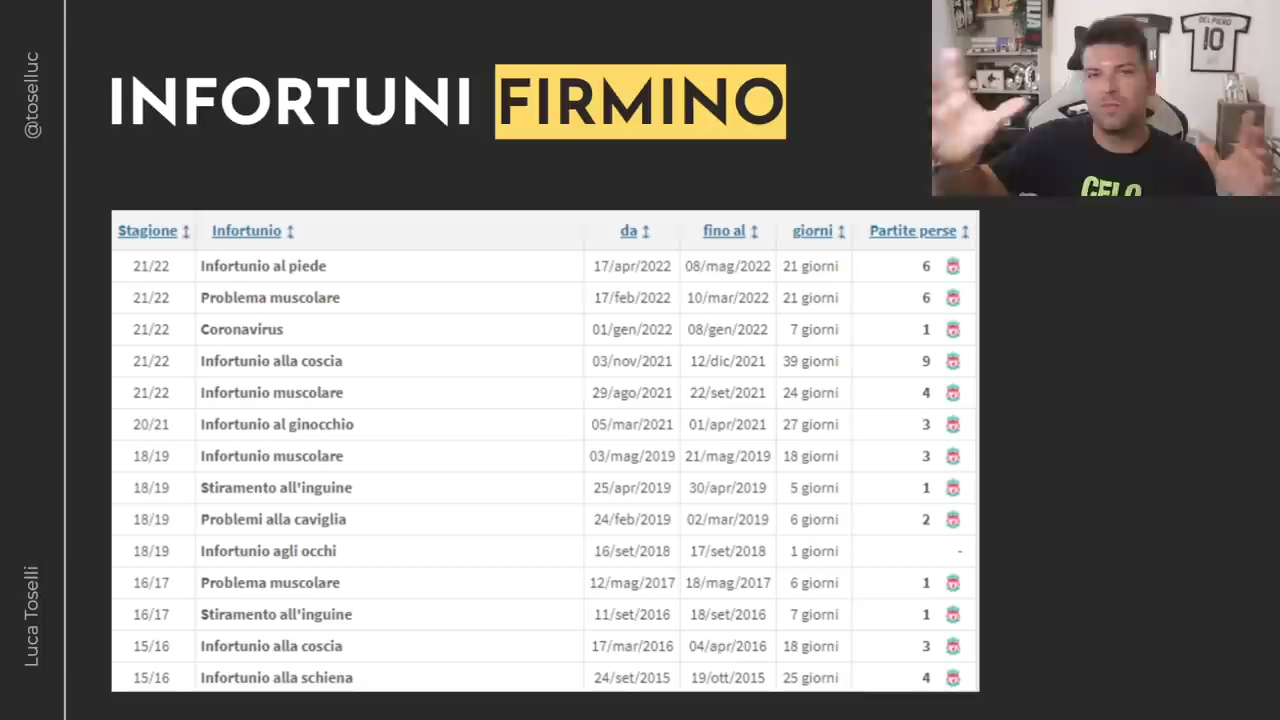 @toselluc
Luca Toselli
INFORTUNI FIRMINO
DEL PIERO
10
CELO
Stagione Infortunio da fino al giorni Partite perse
21/22 Infortunio al piede 17/apr/2022 08/mag/2022 21 giorni 6
21/22 Problema muscolare 17/feb/2022 10/mar/2022 21 giorni 6
21/22 Coronavirus 01/gen/2022 08/gen/2022 7 giorni 1
21/22 Infortunio alla coscia 03/nov/2021 12/dic/2021 39 giorni 9
21/22 Infortunio muscolare 29/ago/2021 22/set/2021 24 giorni 4
20/21 Infortunio al ginocchio 05/mar/2021 01/apr/2021 27 giorni 3
18/19 Infortunio muscolare 03/mag/2019 21/mag/2019 18 giorni 3
18/19 Stiramento all'inguine 25/apr/2019 30/apr/2019 5 giorni 1
18/19 Problemi alla caviglia 24/feb/2019 02/mar/2019 6 giorni 2
18/19 Infortunio agli occhi 16/set/2018 17/set/2018 1 giorni -
16/17 Problema muscolare 12/mag/2017 18/mag/2017 6 giorni 1
16/17 Stiramento all'inguine 11/set/2016 18/set/2016 7 giorni 1
15/16 Infortunio alla coscia 17/mar/2016 04/apr/2016 18 giorni 3
15/16 Infortunio alla schiena 24/set/2015 19/ott/2015 25 giorni 4